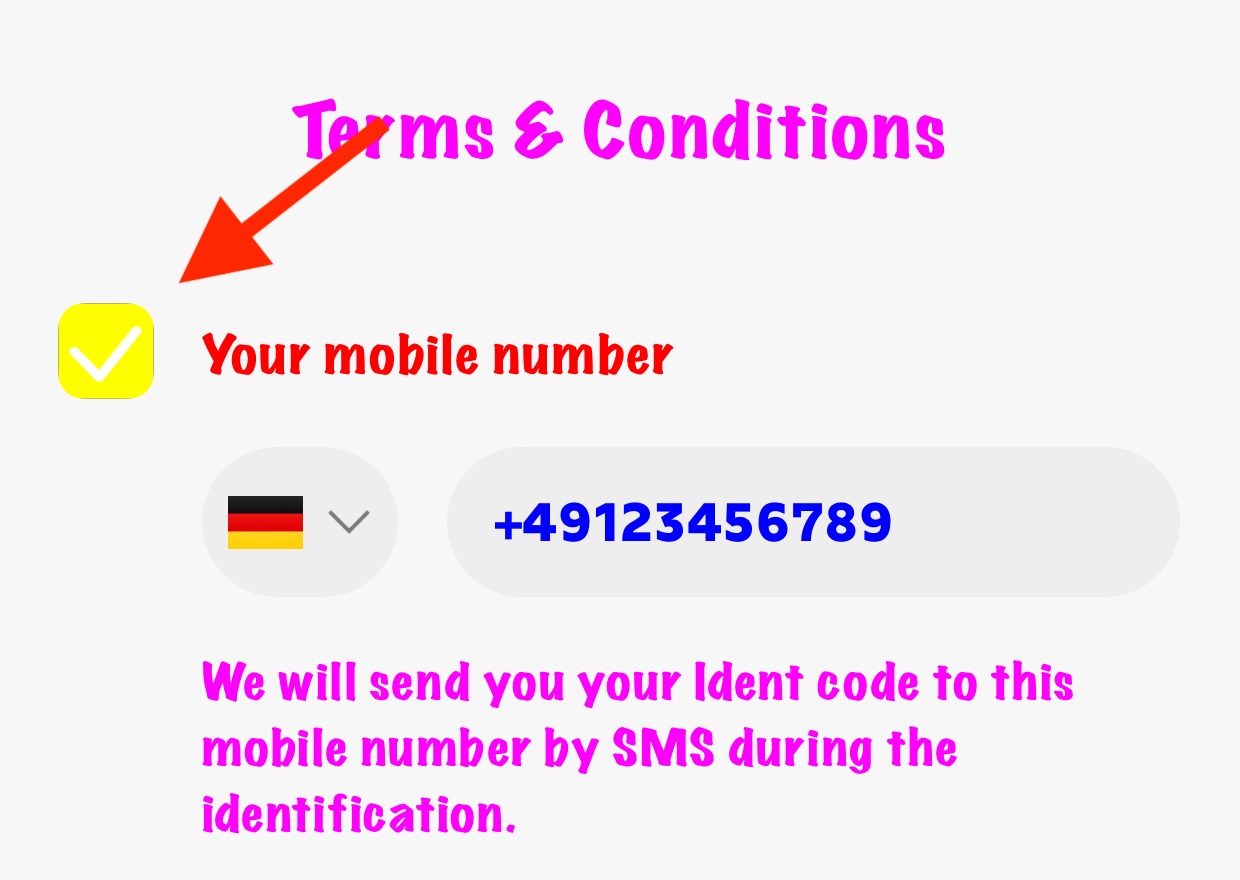 Terms & Conditions
Your mobile number
+49123456789
We will send you your Ident code to this
mobile number by SMS during the
identification.